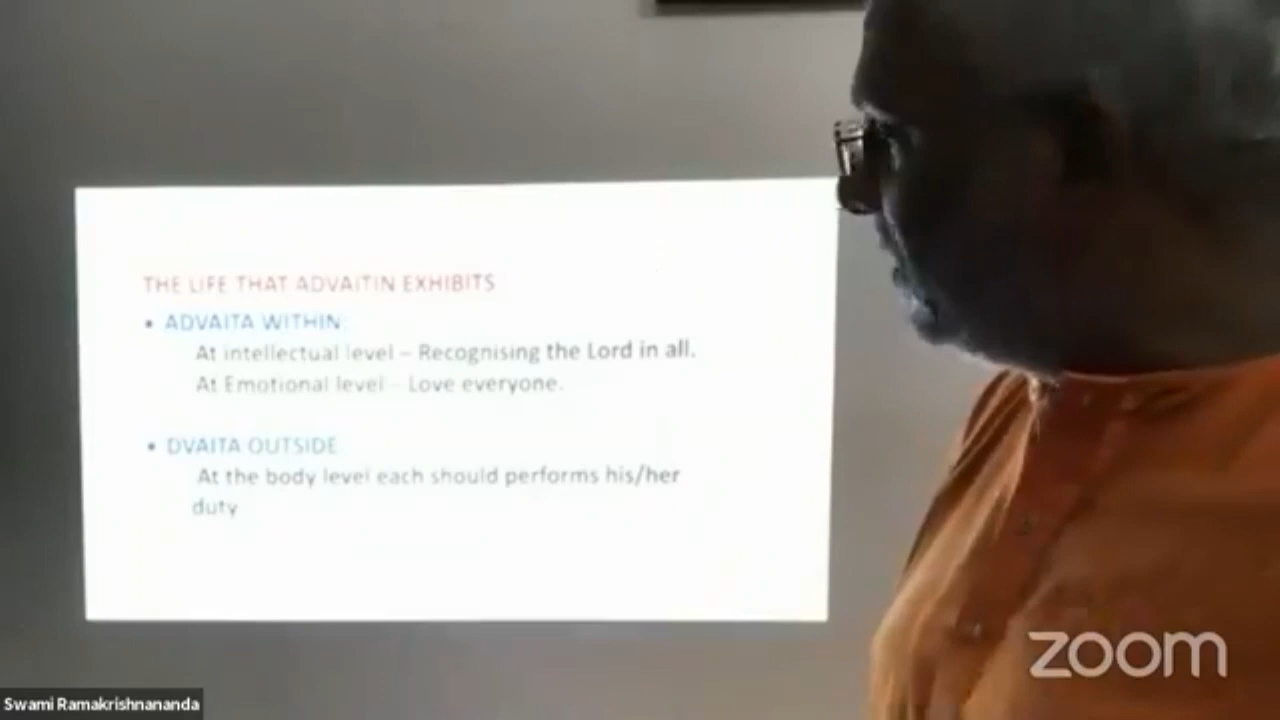 THE LIFE THAT ADVAITIN EXHIBITS
• ADVAITA WITHIN:
At intellectual level – Recognising the Lord in all.
At Emotional level – Love everyone.
• DVAITA OUTSIDE
At the body level each should performs his/her
duty
zoom
Swami Ramakrishnananda